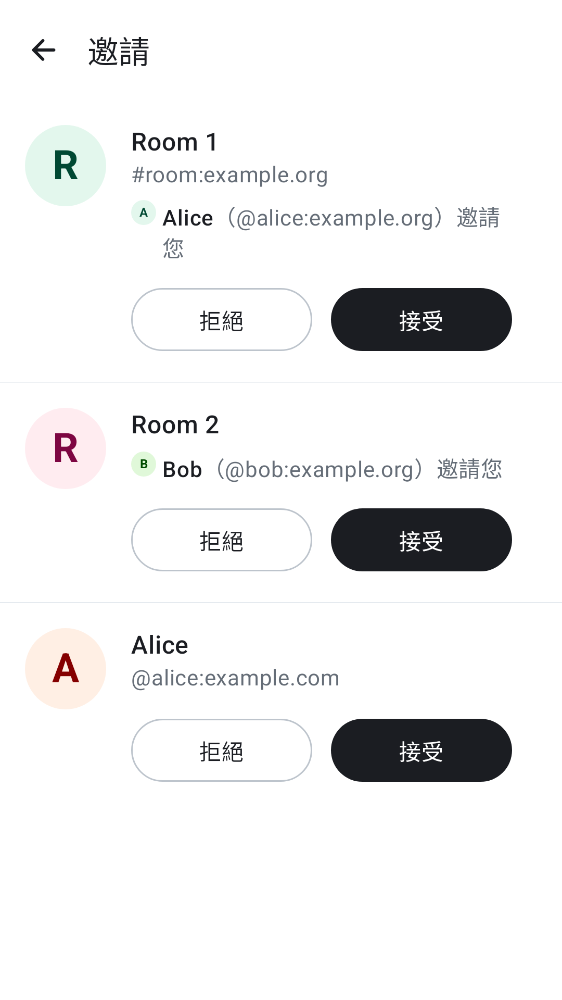 邀請
R
Room 1
#room:example.org
A Alice（@alice:example.org）邀請
您
拒絕 接受
R
Room 2
B Bob（@bob:example.org）邀請您
拒絕 接受
A
Alice
@alice:example.com
拒絕 接受